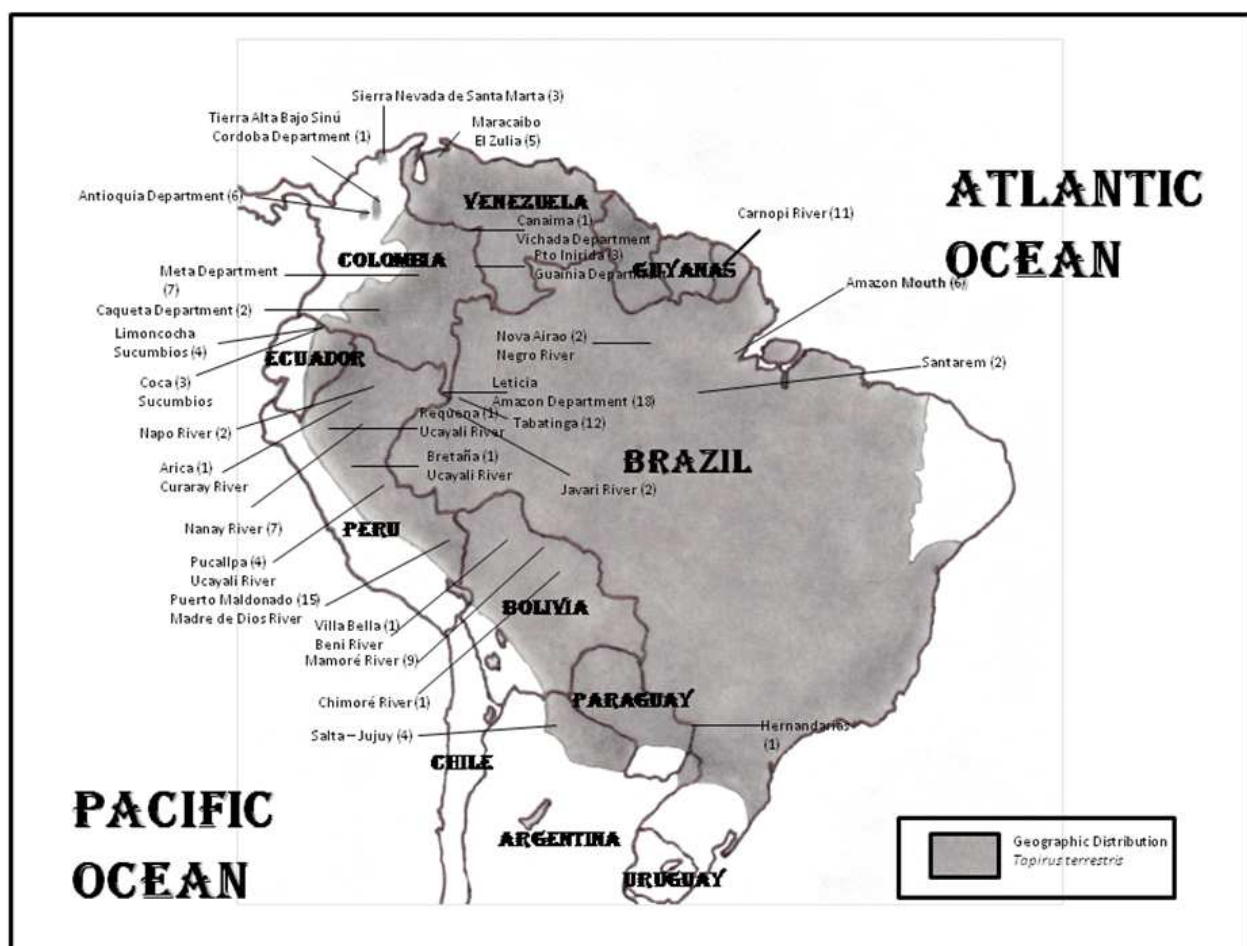 Sierra Nevada de Santa Marta (3)
Tierra Alta Bajo Sinú
Cordoba Department (1)
Maracaibo
El Zulia (5)
ATLANTIC
OCEAN
Antioquia Department (6)
VENEZUELA
Carnopi River (11)
Canaima (1)
Vichada Department
Pto Inirida (3)
Guainia Department
COLOMBIA
GUYANAS
Meta Department
(7)
Amazon Mouth (6)
Caqueta Department (2)
Limoncocha
Sucumbios (4)
Nova Airao (2)
Negro River
ECUADOR
Santarem (2)
Coca (3)
Sucumbios
Leticia
Amazon Department (18)
Tabatinga (12)
Napo River (2)
Requena (1)
Ucayali River
BRAZIL
Arica (1)
Curaray River
Bretaña (1)
Ucayali River
Javari River (2)
Nanay River (7)
PERU
Pucallpa (4)
Ucayali River
Puerto Maldonado (15)
Madre de Dios River
BOLIVIA
Villa Bella (1)
Beni River
Mamoré River (9)
Chimoré River (1)
PARAGUAY
Hernandarias
(1)
Salta – Jujuy (4)
CHILE
PACIFIC
OCEAN
ARGENTINA
URUGUAY
Geographic Distribution
Tapirus terrestris